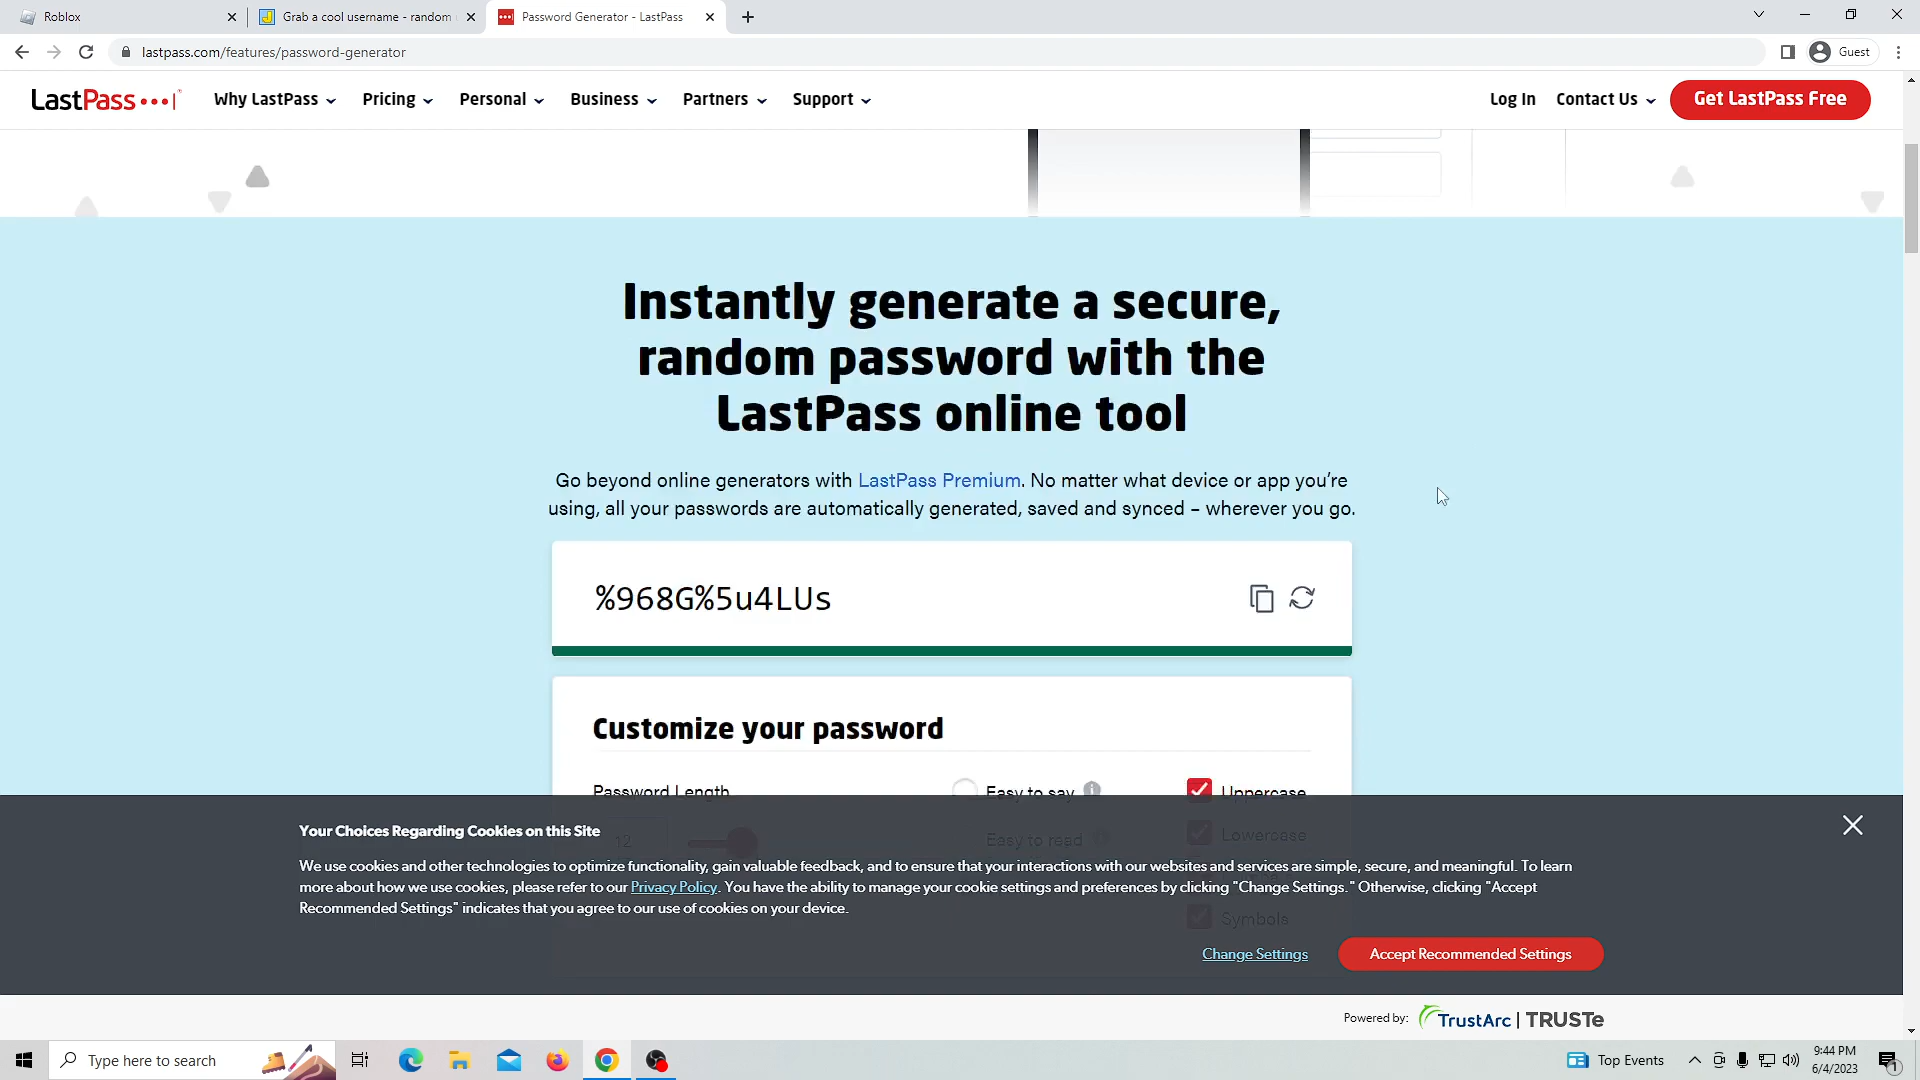 Roblox
Grab a cool username - random
Password Generator - LastPass
lastpass.com/features/password-generator
Guest
LastPass
Why LastPass
Pricing
Personal
Business
Partners
Support
Log In
Contact Us
Get LastPass Free
Instantly generate a secure,
random password with the
LastPass online tool
Go beyond online generators with LastPass Premium. No matter what device or app you’re
using, all your passwords are automatically generated, saved and synced – wherever you go.
%968G%5u4LUs
Customize your password
Password Length
Easy to say
Uppercase
12
Easy to read
Lowercase
Symbols
Your Choices Regarding Cookies on this Site
We use cookies and other technologies to optimize functionality, gain valuable feedback, and to ensure that your interactions with our websites and services are simple, secure, and meaningful. To learn
more about how we use cookies, please refer to our Privacy Policy. You have the ability to manage your cookie settings and preferences by clicking "Change Settings." Otherwise, clicking "Accept
Recommended Settings" indicates that you agree to our use of cookies on your device.
Change Settings
Accept Recommended Settings
Powered by:
TrustArc | TRUSTe
Type here to search
Top Events
9:44 PM
6/4/2023
1